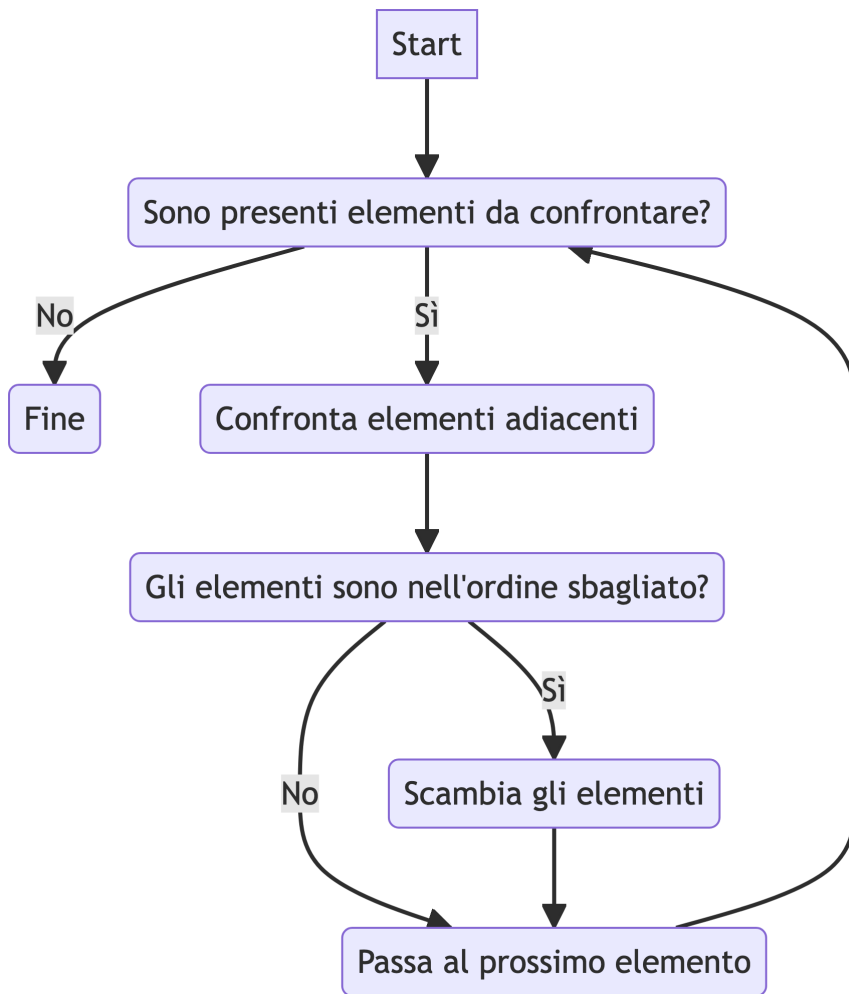 Start
Sono presenti elementi da confrontare?
No
Sì
Fine
Confronta elementi adiacenti
Gli elementi sono nell'ordine sbagliato?
Sì
No
Scambia gli elementi
Passa al prossimo elemento